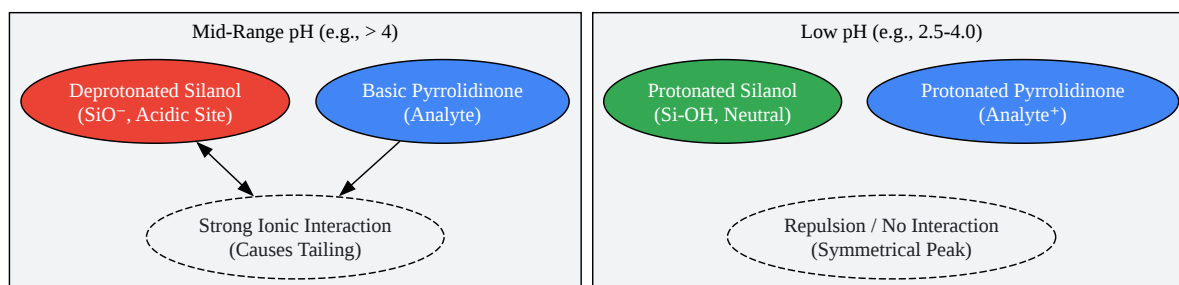 Mid-Range pH (e.g., > 4)
Deprotonated Silanol
(SiO⁻, Acidic Site)
Basic Pyrrolidinone
(Analyte)
Strong Ionic Interaction
(Causes Tailing)
Low pH (e.g., 2.5-4.0)
Protonated Silanol
(Si-OH, Neutral)
Protonated Pyrrolidinone
(Analyte⁺)
Repulsion / No Interaction
(Symmetrical Peak)